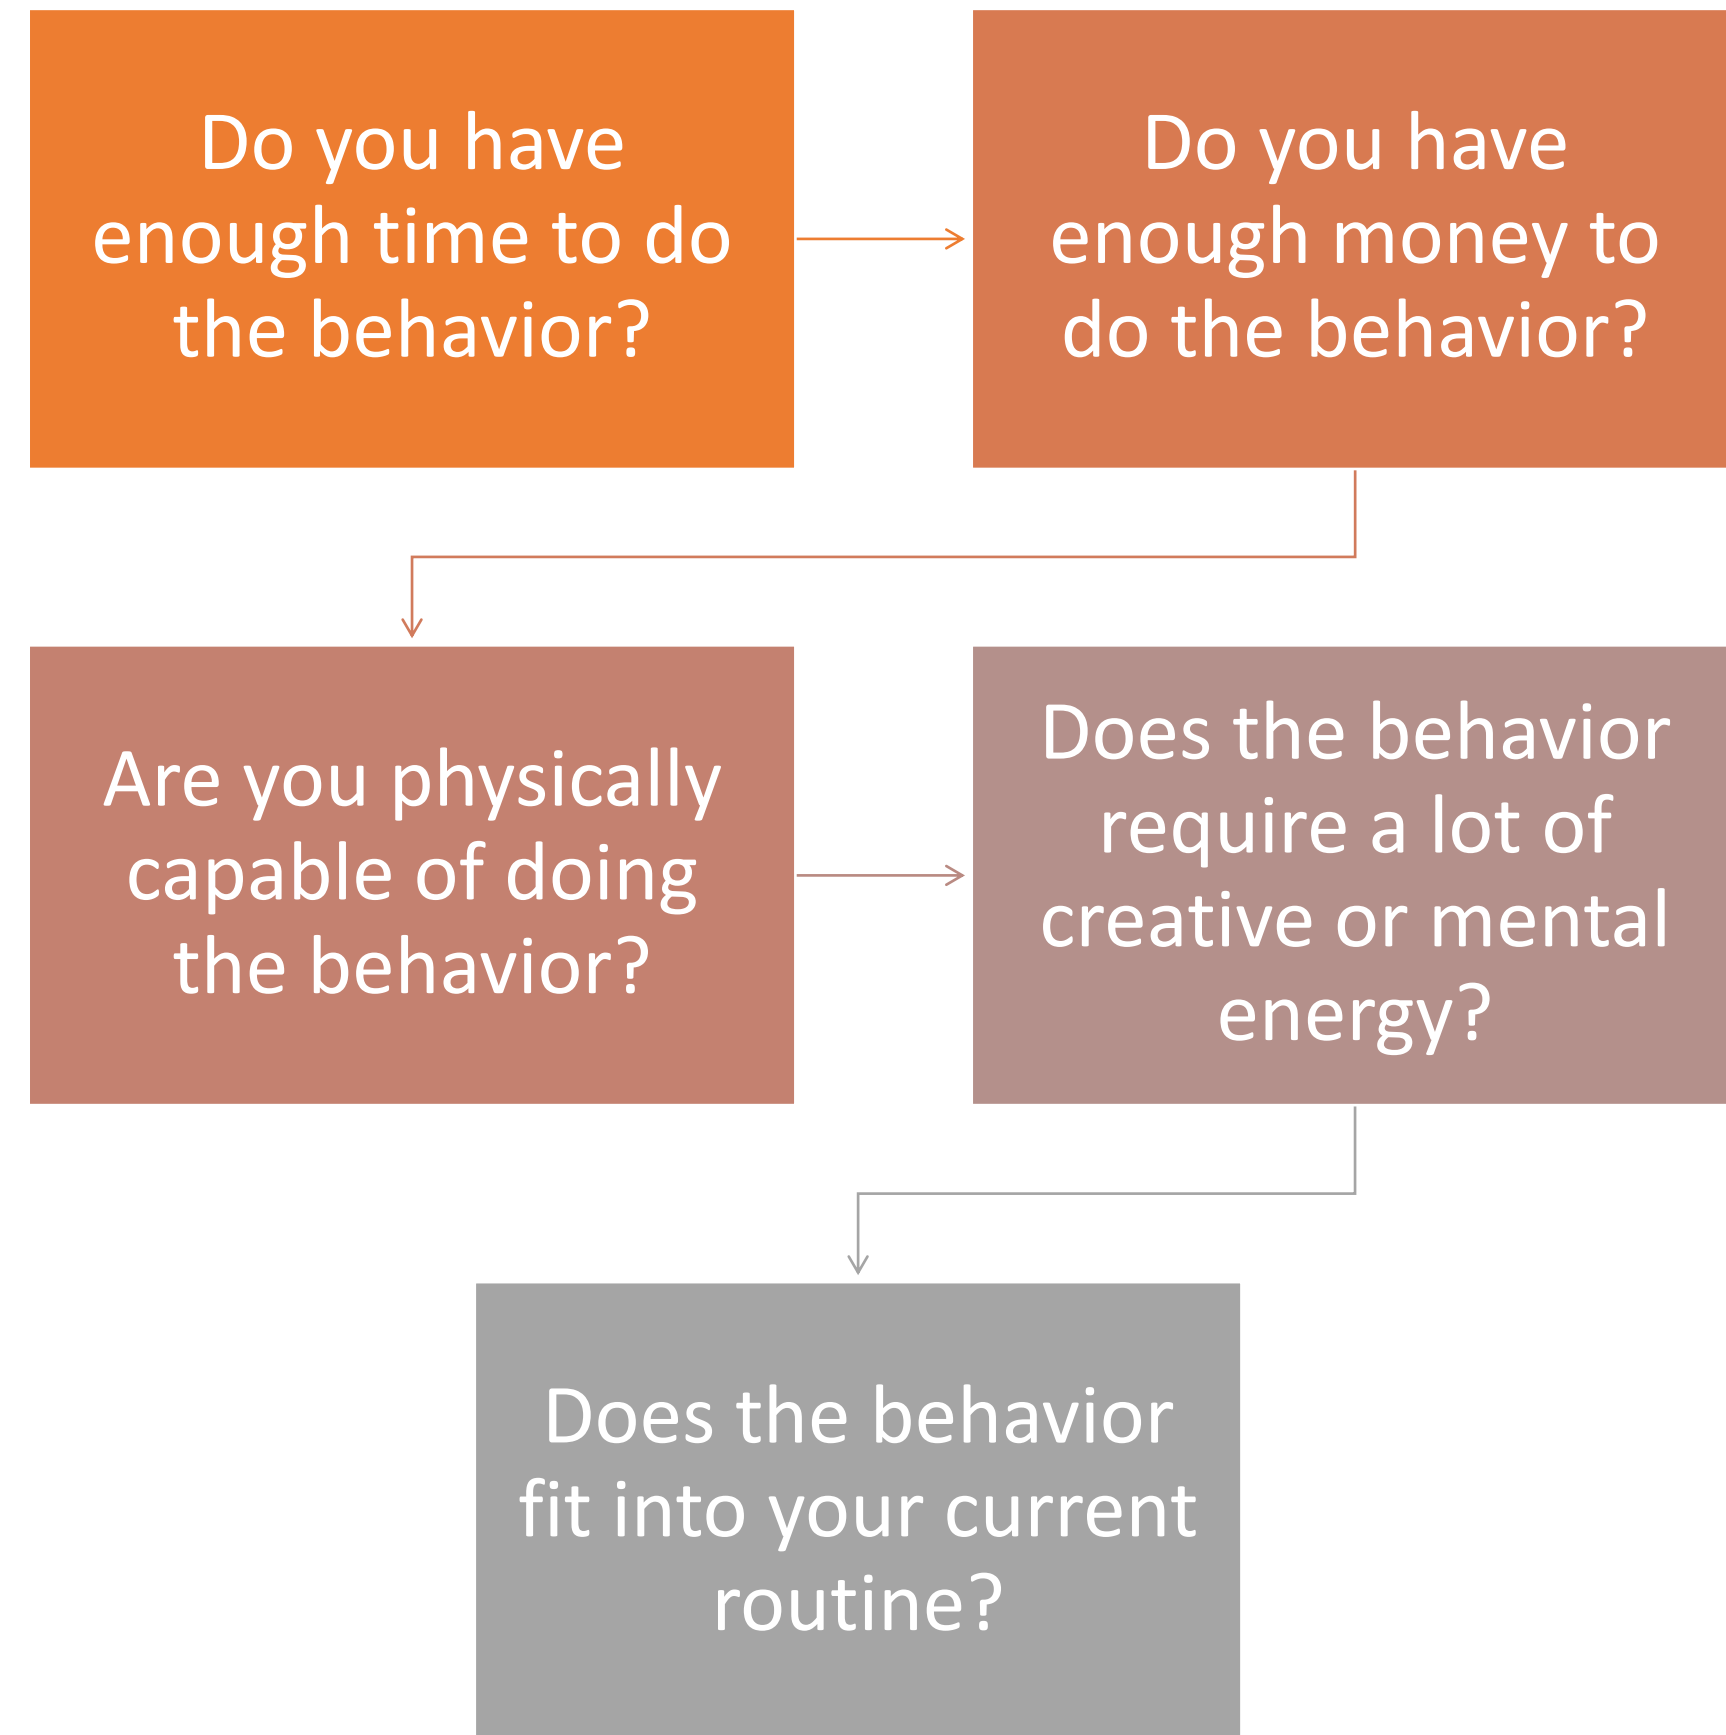 Do you have
enough time to do
the behavior?
Do you have
enough money to
do the behavior?
Are you physically
capable of doing
the behavior?
Does the behavior
require a lot of
creative or mental
energy?
Does the behavior
fit into your current
routine?